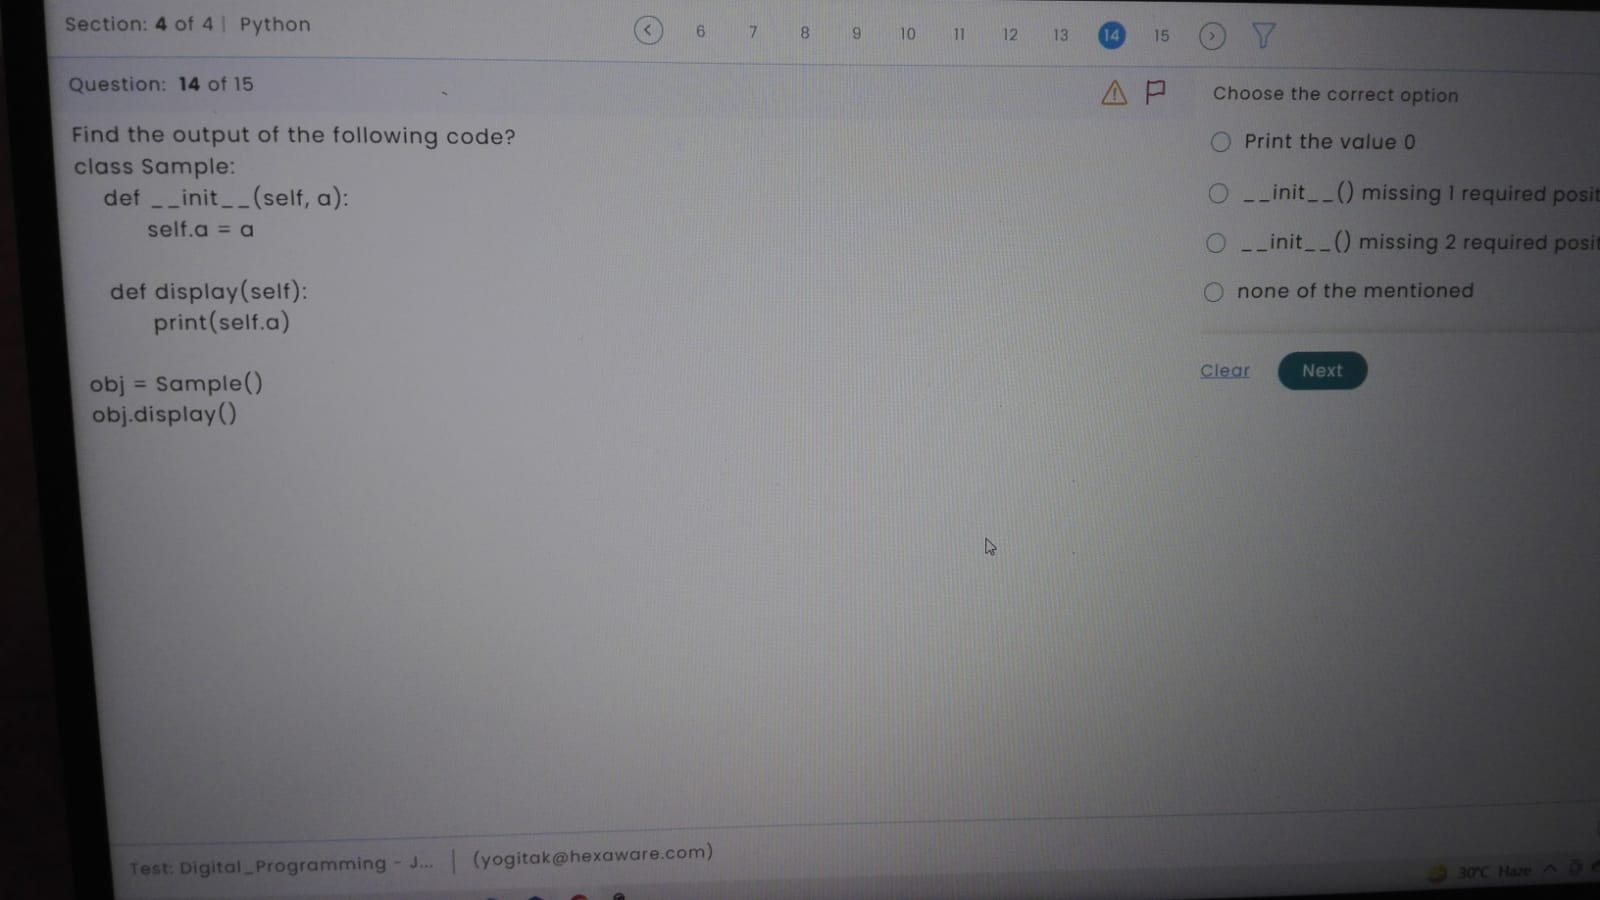 Section: 4 of 4 | Python
6 7 8 9 10 11 12 13 14 15
Question: 14 of 15
Find the output of the following code?
class Sample:
def __init__(self, a):
self.a = a
def display(self):
print(self.a)
obj = Sample()
obj.display()
Choose the correct option
Print the value 0
__init__() missing 1 required posit
__init__() missing 2 required posit
none of the mentioned
Clear Next
Test: Digital_Programming - J... | (yogitak@hexaware.com)
30°C Haze